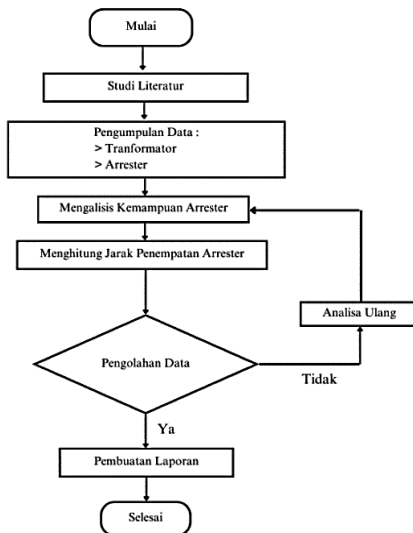 Mulai
Studi Literatur
Pengumpulan Data :
> Tranformator
> Arrester
Mengalisis Kemampuan Arrester
Menghitung Jarak Penempatan Arrester
Analisa Ulang
Pengolahan Data
Tidak
Ya
Pembuatan Laporan
Selesai